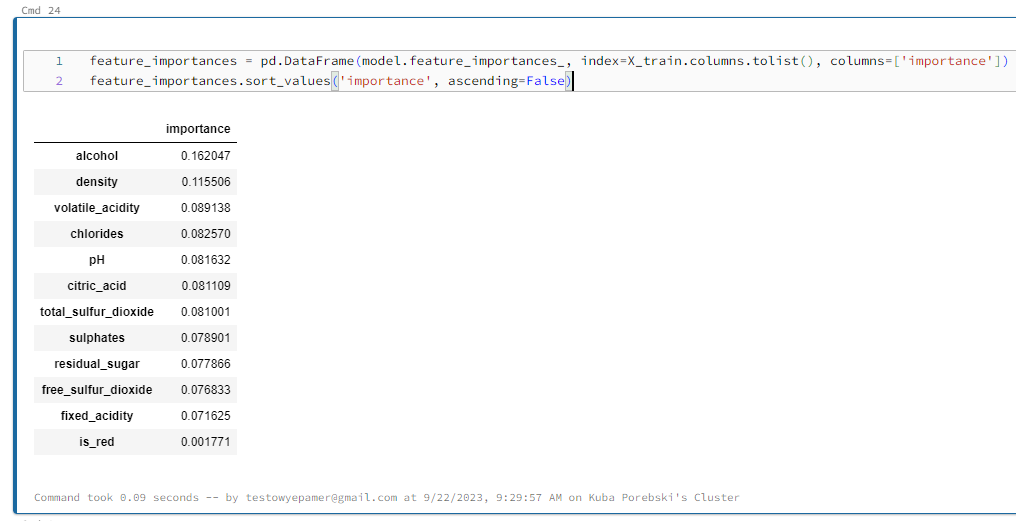 Cmd 24
1 feature_importances = pd.DataFrame(model.feature_importances_, index=X_train.columns.tolist(), columns=['importance'])
2 feature_importances.sort_values('importance', ascending=False)
importance
alcohol 0.162047
density 0.115506
volatile_acidity 0.089138
chlorides 0.082570
pH 0.081632
citric_acid 0.081109
total_sulfur_dioxide 0.081001
sulphates 0.078901
residual_sugar 0.077866
free_sulfur_dioxide 0.076833
fixed_acidity 0.071625
is_red 0.001771
Command took 0.09 seconds -- by testowyepamer@gmail.com at 9/22/2023, 9:29:57 AM on Kuba Porebski's Cluster